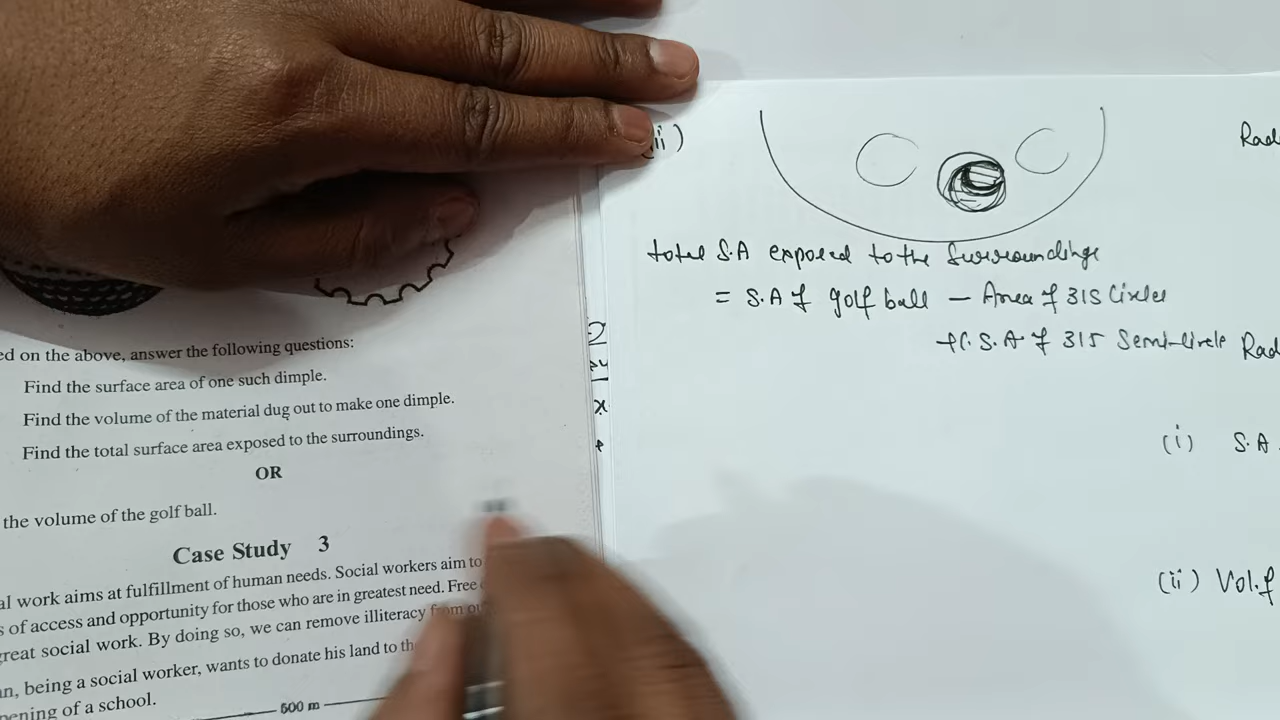 ii)
total S.A exposed to the Surroundings
= S.A of golf ball – Area of 315 Circles
+C.S.A of 315 Semi-Circle
Rad
Rad
(i) S.A
(ii) Vol.f
ed on the above, answer the following questions:
Find the surface area of one such dimple.
Find the volume of the material dug out to make one dimple.
Find the total surface area exposed to the surroundings.
OR
the volume of the golf ball.
Case Study 3
al work aims at fulfillment of human needs. Social workers aim to
s of access and opportunity for those who are in greatest need. Free
great social work. By doing so, we can remove illiteracy from
an, being a social worker, wants to donate his land to
pening of a school.
500 m